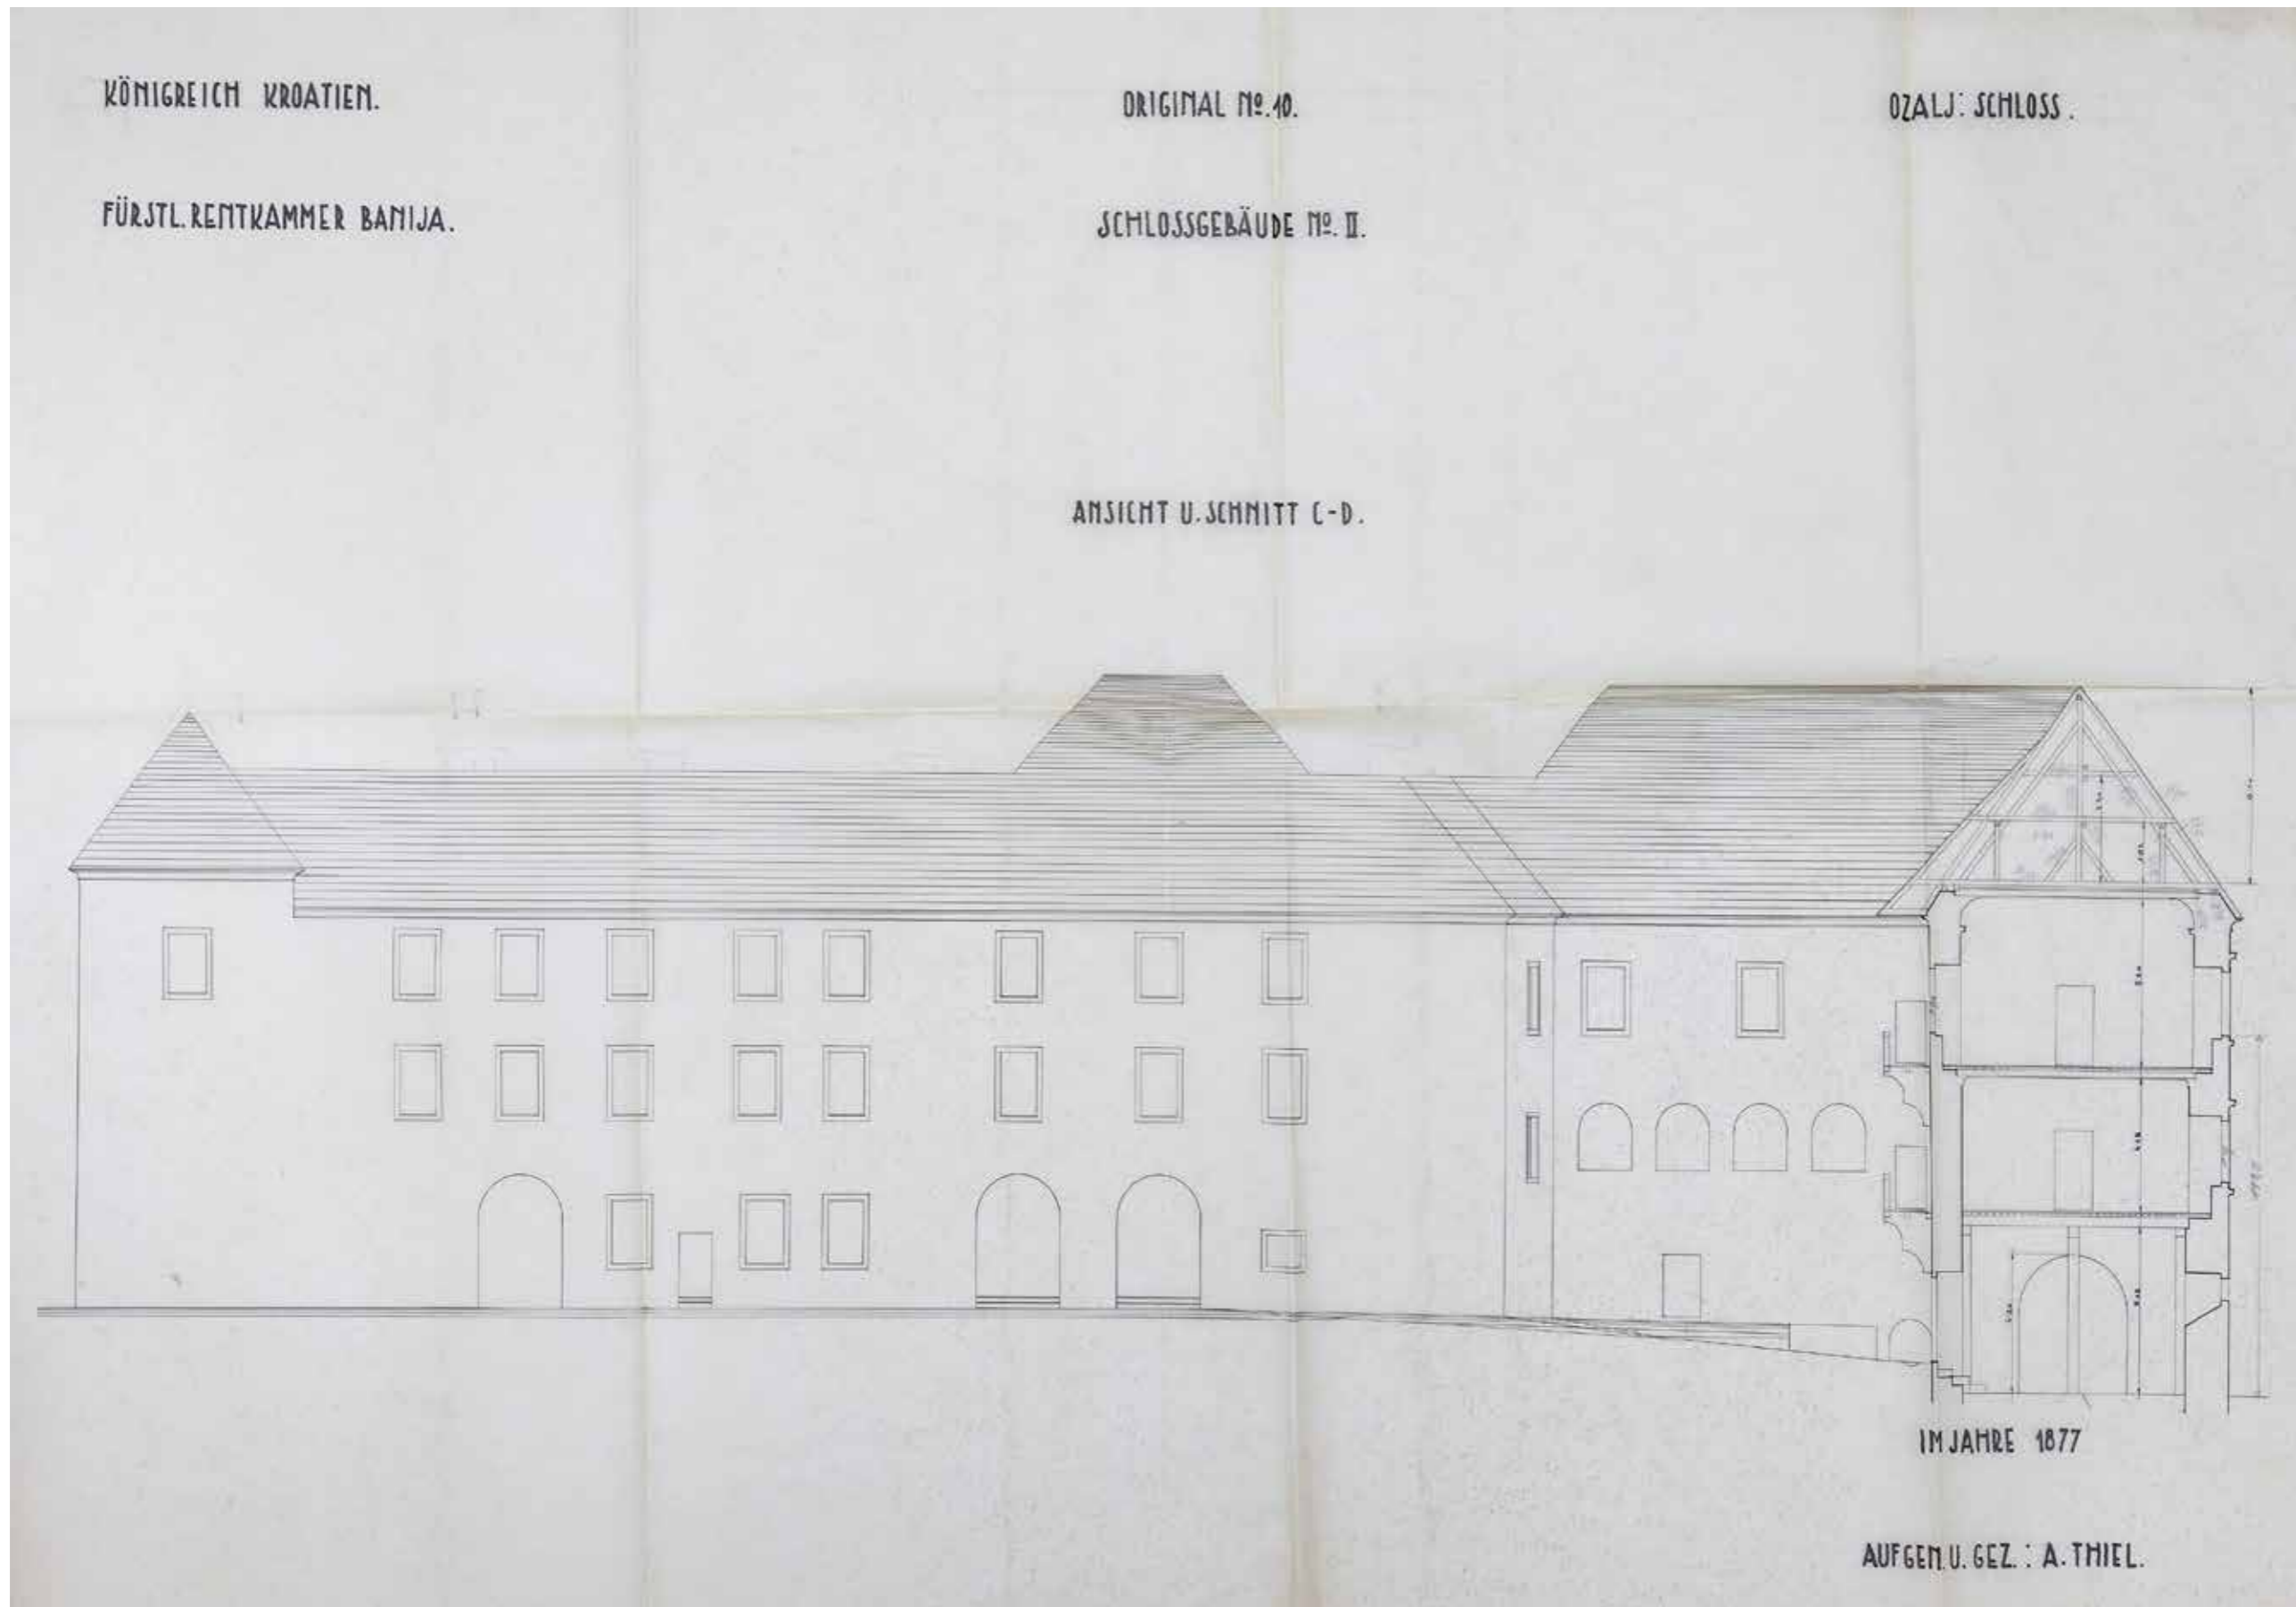 KÖNIGREICH KROATIEN.
ORIGINAL Nº. 10.
OZALJ: SCHLOSS.
FÜRSTL. RENTKAMMER BANIJA.
SCHLOSSGEBÄUDE Nº. II.
ANSICHT U. SCHNITT C-D.
IM JAHRE 1877
AUFGEN. U. GEZ.: A. THIEL.